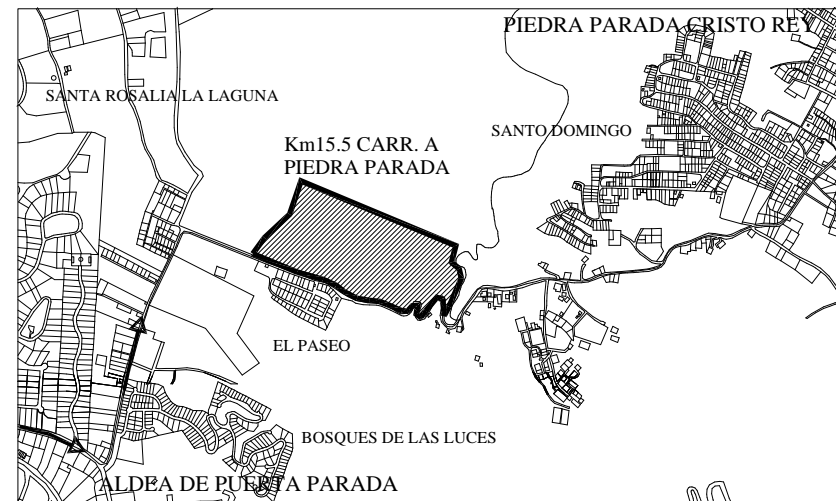 PIEDRA PARADA CRISTO REY
SANTA ROSALIA LA LAGUNA
SANTO DOMINGO
Km15.5 CARR. A
PIEDRA PARADA
EL PASEO
BOSQUES DE LAS LUCES
ALDEA DE PUERTA PARADA